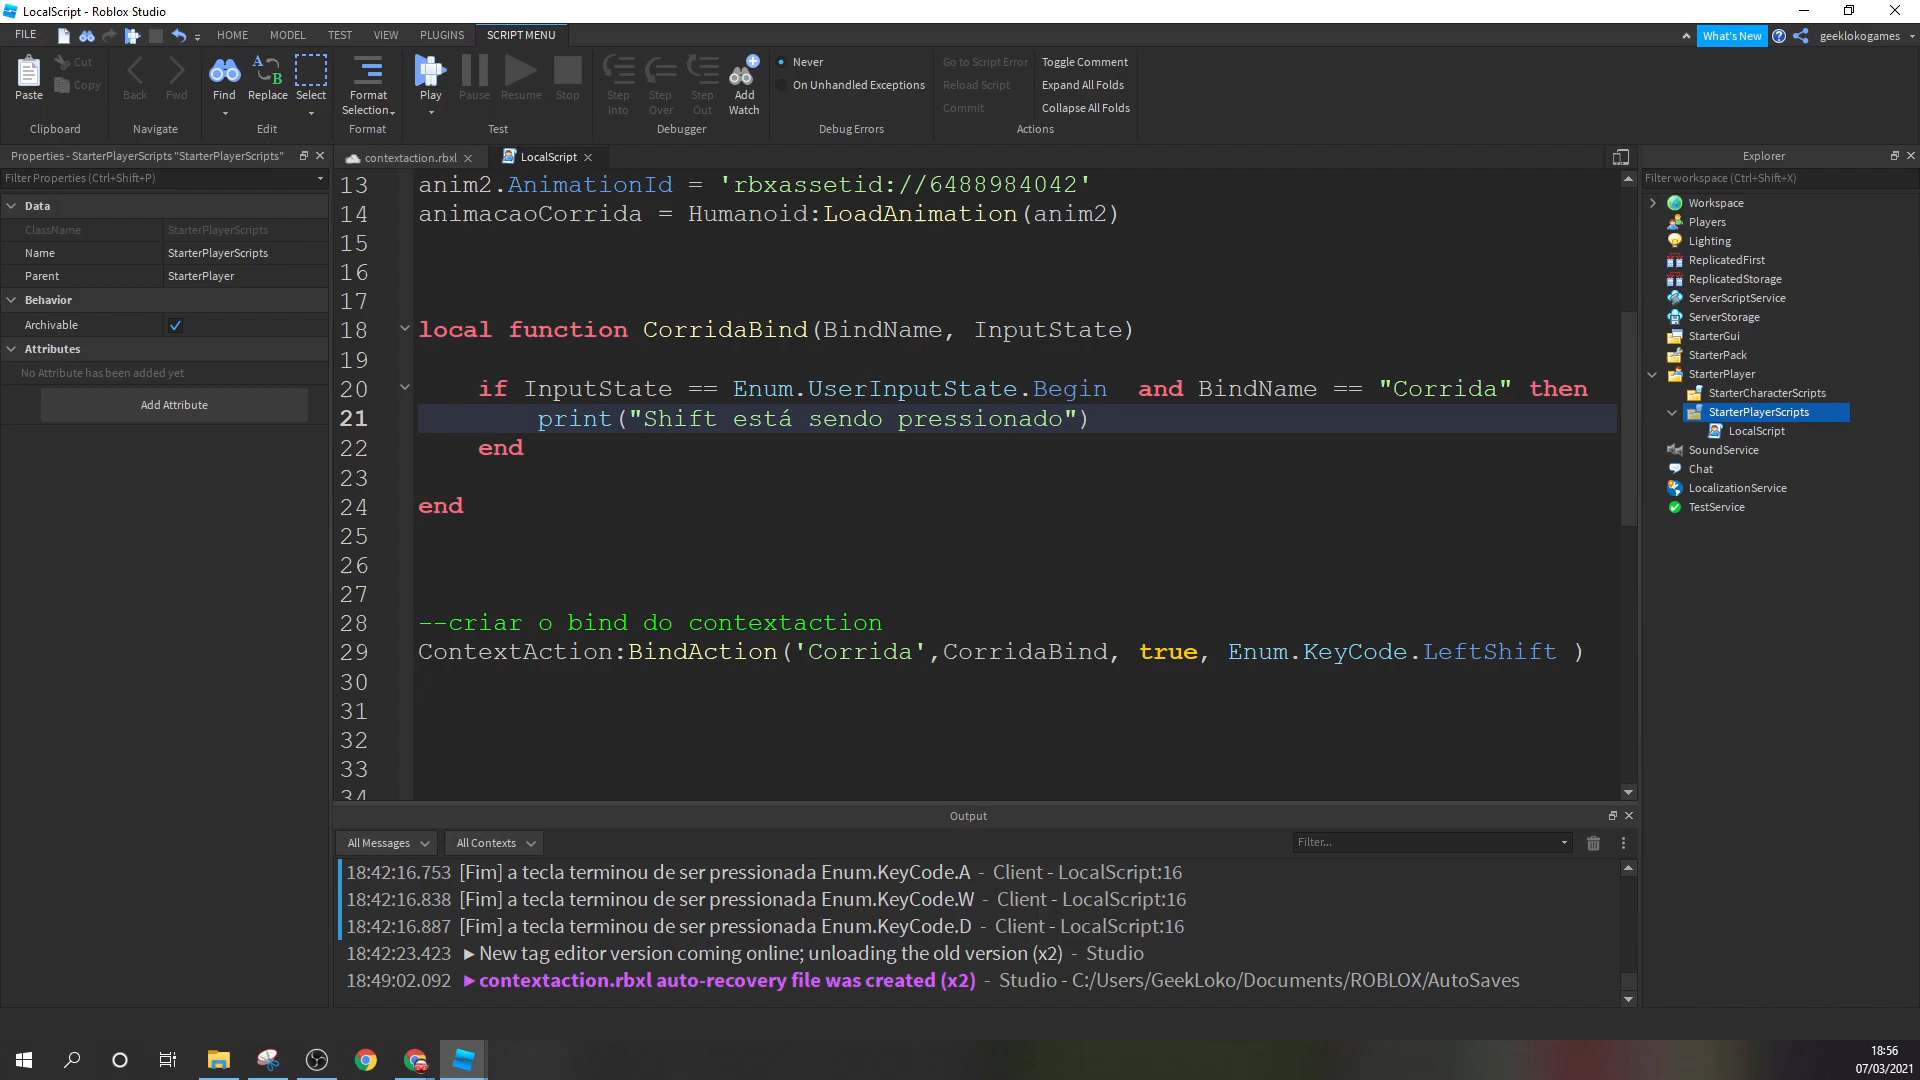 LocalScript - Roblox Studio
FILE HOME MODEL TEST VIEW PLUGINS SCRIPT MENU What's New geeklokogames
Paste Cut Copy Back Fwd Find Replace Select Format Selection Play Pause Resume Stop Step Into Step Over Step Out Add Watch Never On Unhandled Exceptions Go to Script Error Reload Script Commit Toggle Comment Expand All Folds Collapse All Folds
Clipboard Navigate Edit Format Test Debugger Debug Errors Actions
Properties - StarterPlayerScripts "StarterPlayerScripts"
Filter Properties (Ctrl+Shift+P)
Data
ClassName StarterPlayerScripts
Name StarterPlayerScripts
Parent StarterPlayer
Behavior
Archivable
Attributes
No Attribute has been added yet
Add Attribute
contextaction.rbxl LocalScript
13 anim2.AnimationId = 'rbxassetid://6488984042'
14 animacaoCorrida = Humanoid:LoadAnimation(anim2)
15
16
17
18 local function CorridaBind(BindName, InputState)
19
20 if InputState == Enum.UserInputState.Begin and BindName == "Corrida" then
21 print("Shift está sendo pressionado")
22 end
23
24 end
25
26
27
28 --criar o bind do contextaction
29 ContextAction:BindAction('Corrida',CorridaBind, true, Enum.KeyCode.LeftShift )
30
31
32
33
34
Output
All Messages All Contexts Filter...
18:42:16.753 [Fim] a tecla terminou de ser pressionada Enum.KeyCode.A - Client - LocalScript:16
18:42:16.838 [Fim] a tecla terminou de ser pressionada Enum.KeyCode.W - Client - LocalScript:16
18:42:16.887 [Fim] a tecla terminou de ser pressionada Enum.KeyCode.D - Client - LocalScript:16
18:42:23.423 ▶ New tag editor version coming online; unloading the old version (x2) - Studio
18:49:02.092 ▶ contextaction.rbxl auto-recovery file was created (x2) - Studio - C:/Users/GeekLoko/Documents/ROBLOX/AutoSaves
Explorer
Filter workspace (Ctrl+Shift+X)
Workspace
Players
Lighting
ReplicatedFirst
ReplicatedStorage
ServerScriptService
ServerStorage
StarterGui
StarterPack
StarterPlayer
StarterCharacterScripts
StarterPlayerScripts
LocalScript
SoundService
Chat
LocalizationService
TestService
18:56
07/03/2021